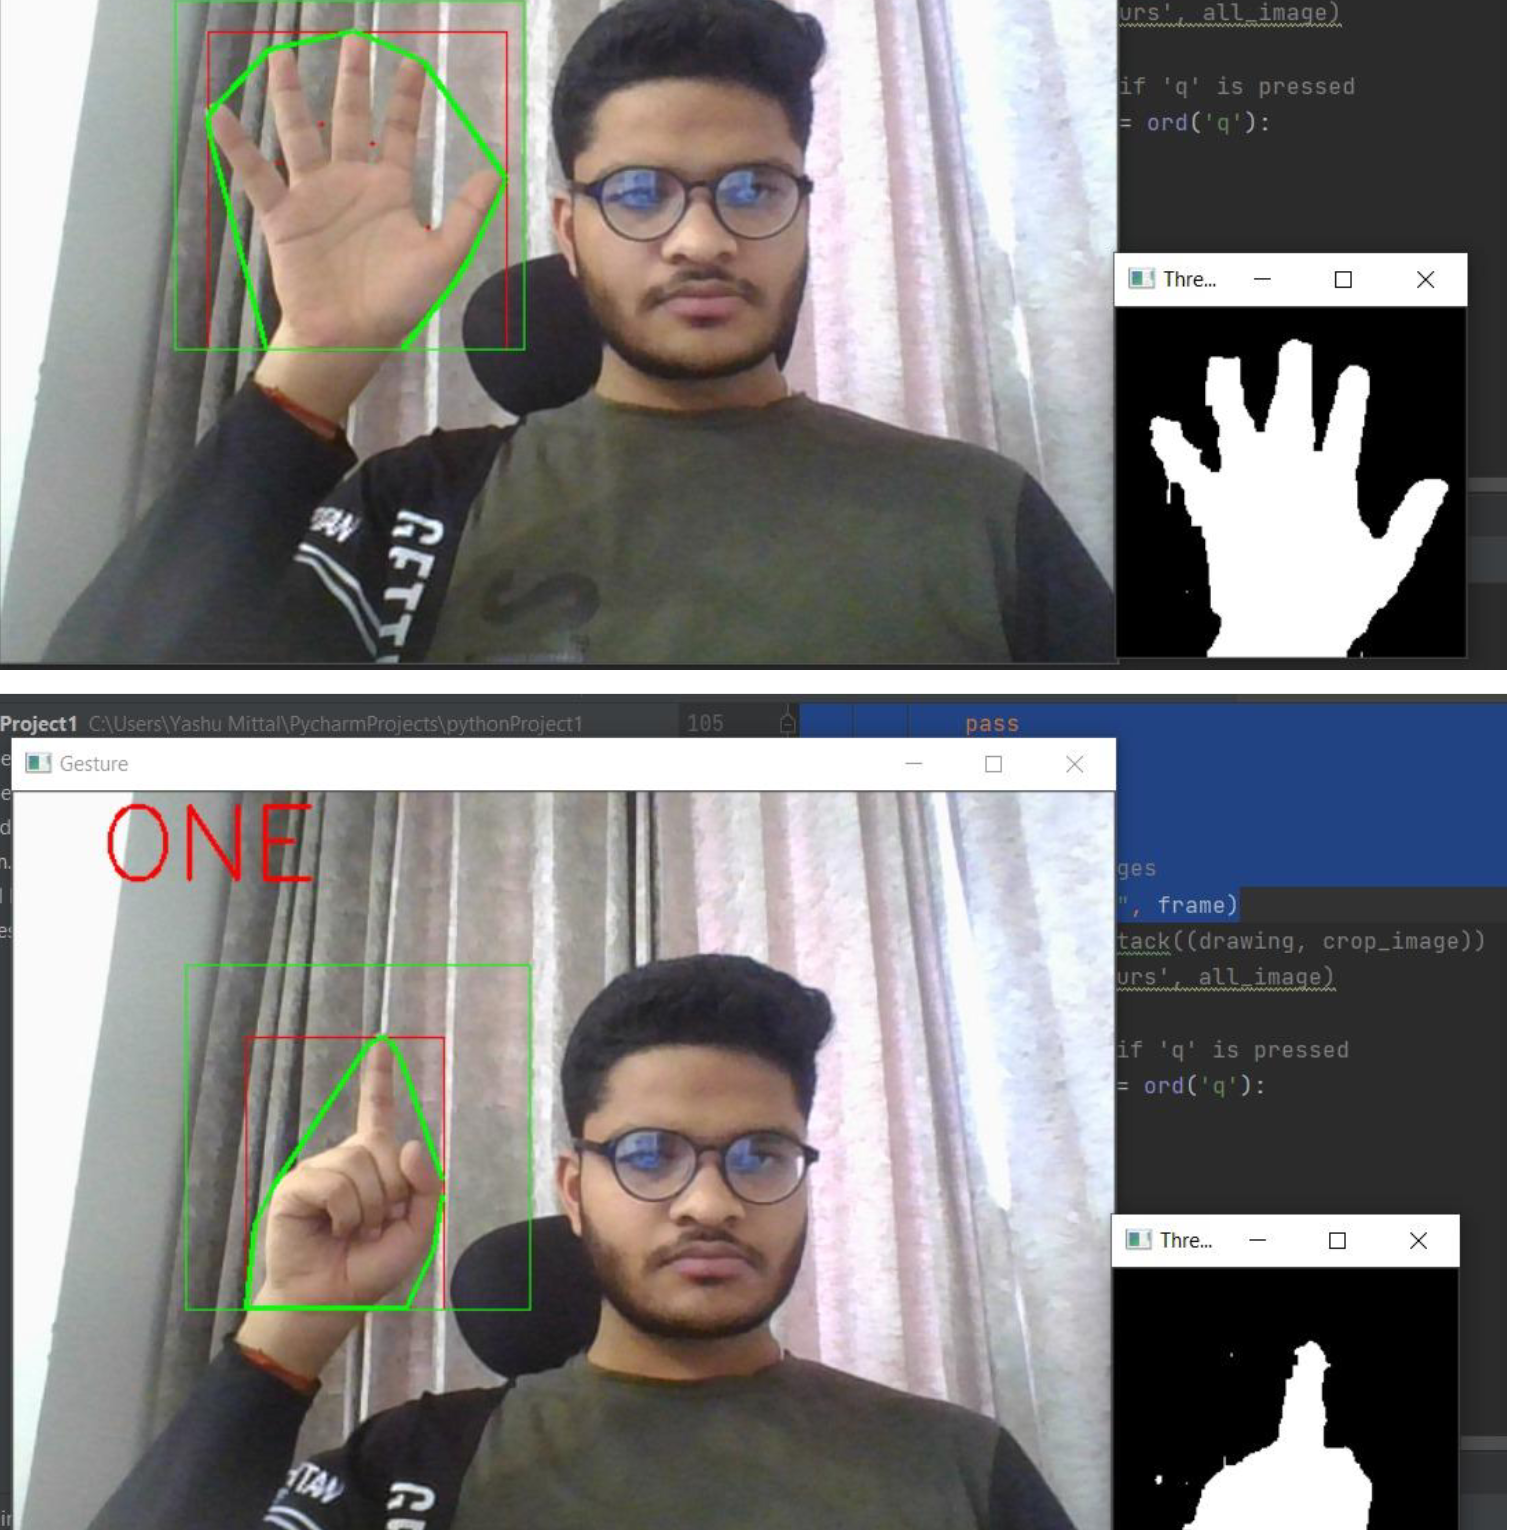 urs', all_image)
if 'q' is pressed
= ord('q'):
Thre...
Project1 C:\Users\Yashu Mittal\PycharmProjects\pythonProject1
105
pass
Gesture
ONE
ges
", frame)
tack((drawing, crop_image))
urs', all_image)
if 'q' is pressed
= ord('q'):
Thre...